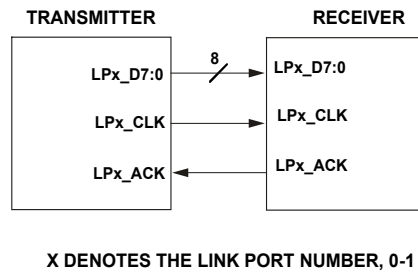 TRANSMITTER
RECEIVER
LPx_D7:0
8
LPx_D7:0
LPx_CLK
LPx_CLK
LPx_ACK
LPx_ACK
X DENOTES THE LINK PORT NUMBER, 0-1